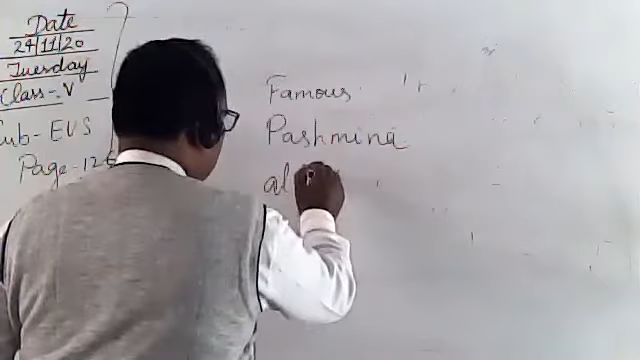 Date
24/11/20
Tuesday
Class-V
Sub-EVS
Page-126
Famous
Pashmina
al